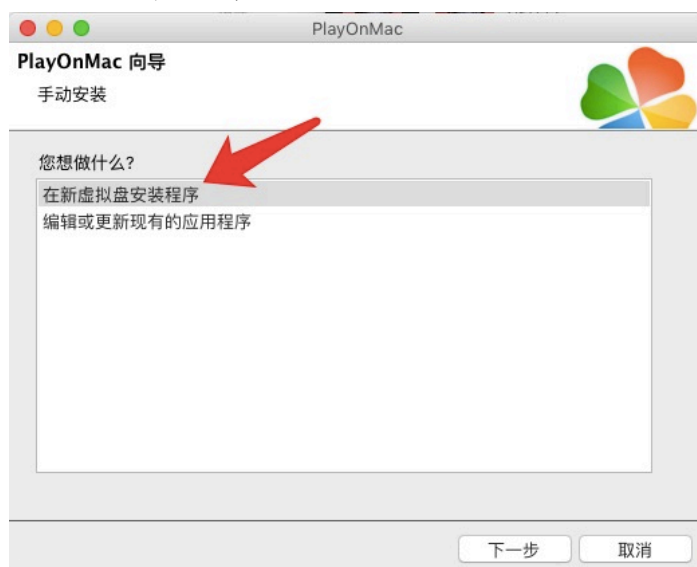 PlayOnMac
PlayOnMac 向导
手动安装
您想做什么?
在新虚拟盘安装程序
编辑或更新现有的应用程序
下一步
取消